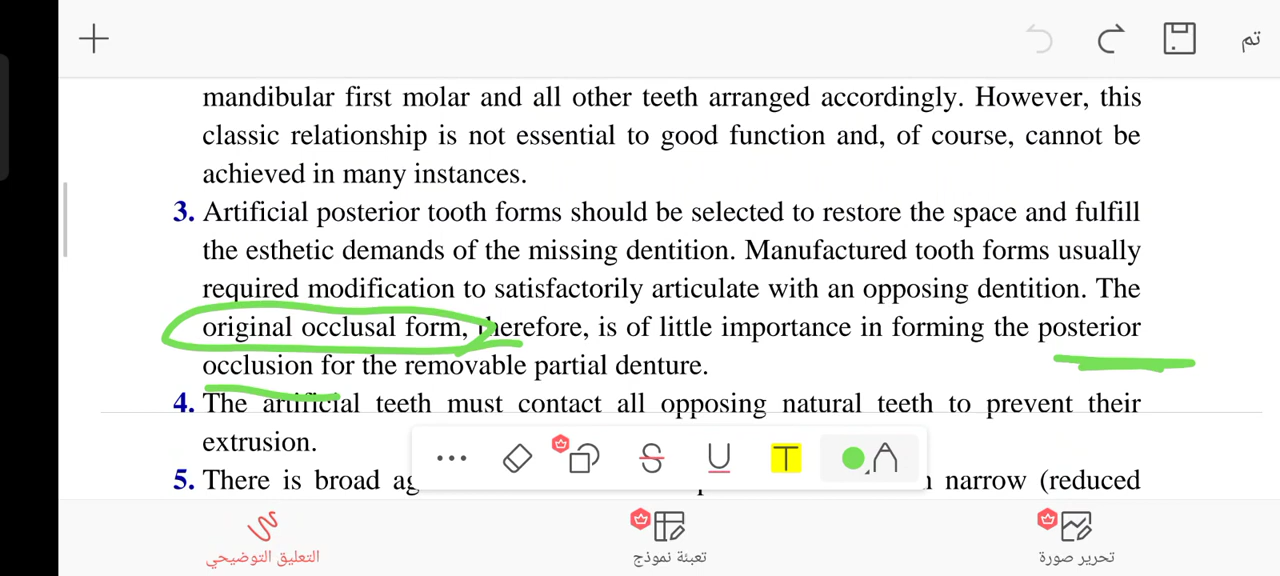 تم
mandibular first molar and all other teeth arranged accordingly. However, this
classic relationship is not essential to good function and, of course, cannot be
achieved in many instances.
3. Artificial posterior tooth forms should be selected to restore the space and fulfill
the esthetic demands of the missing dentition. Manufactured tooth forms usually
required modification to satisfactorily articulate with an opposing dentition. The
original occlusal form, therefore, is of little importance in forming the posterior
occlusion for the removable partial denture.
4. The artificial teeth must contact all opposing natural teeth to prevent their
extrusion.
5. There is broad narrow (reduced
التعليق التوضيحي
تعبئة نموذج
تحرير صورة